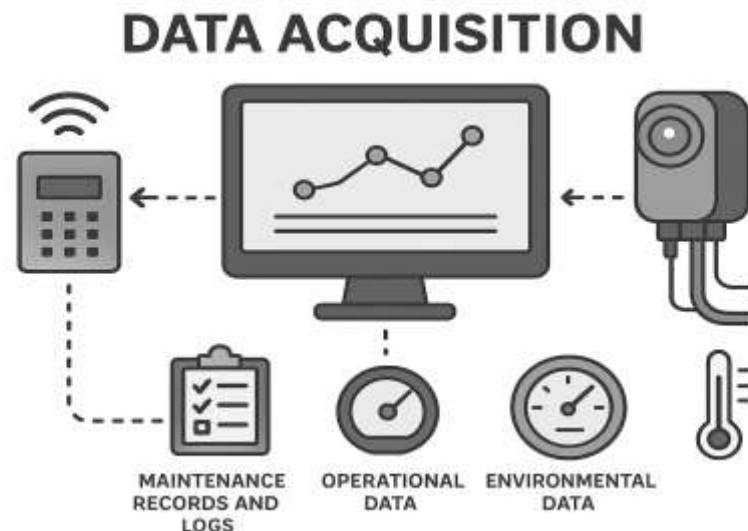 DATA ACQUISITION
MAINTENANCE
RECORDS AND
LOGS
OPERATIONAL
DATA
ENVIRONMENTAL
DATA